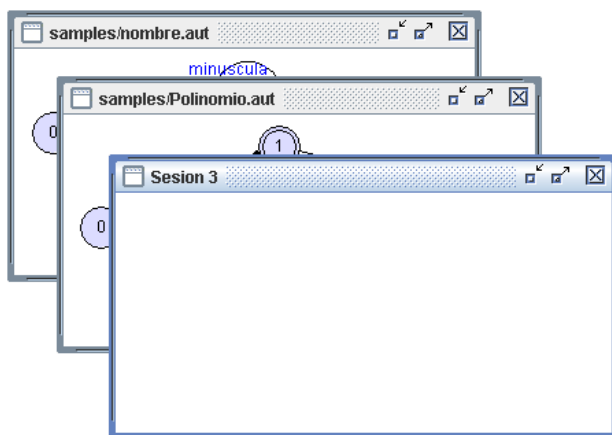 samples/nombre.aut
minuscula
0
samples/Polinomio.aut
1
0
Sesion 3